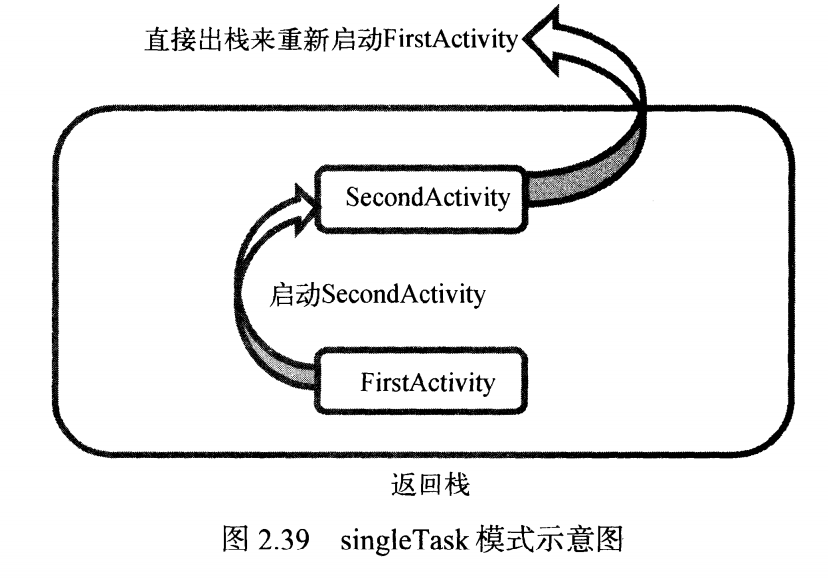 直接出栈来重新启动FirstActivity
SecondActivity
启动SecondActivity
FirstActivity
返回栈
图 2.39 singleTask 模式示意图